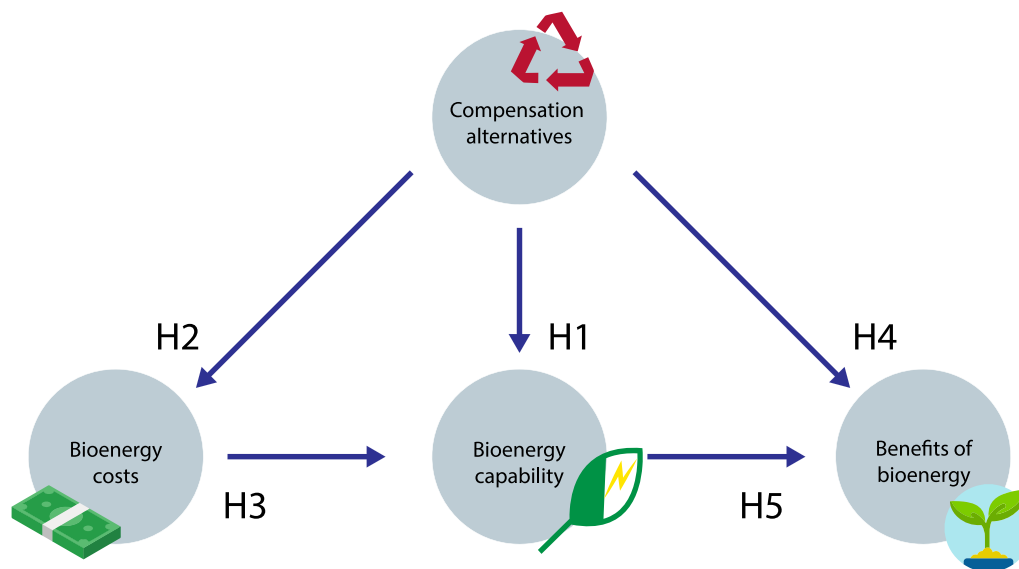 Compensation
alternatives
H2
H1
H4
Bioenergy
costs
Bioenergy
capability
Benefits of
bioenergy
H3
H5